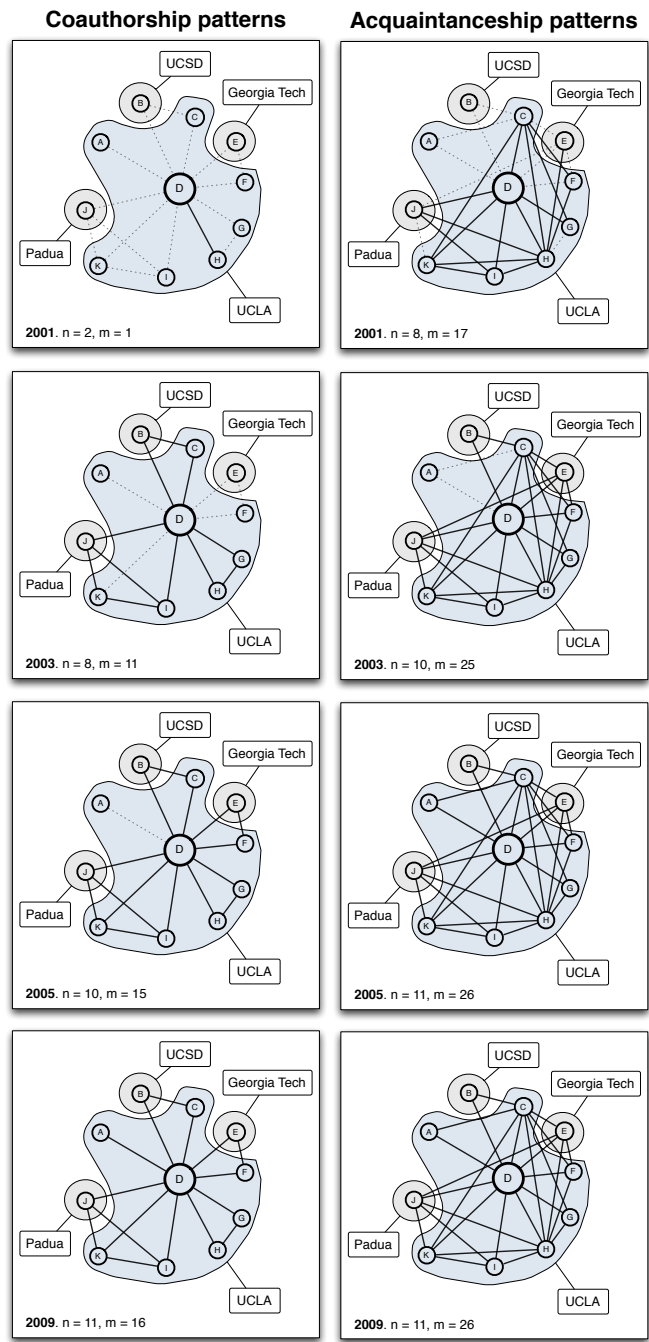 Coauthorship patterns
Acquaintanceship patterns
UCSD
Georgia Tech
B
C
E
A
D
F
J
G
Padua
K
I
H
UCLA
2001. n = 2, m = 1
UCSD
Georgia Tech
B
C
E
A
D
F
J
G
Padua
K
I
H
UCLA
2001. n = 8, m = 17
UCSD
Georgia Tech
B
C
E
A
D
F
J
G
Padua
K
I
H
UCLA
2003. n = 8, m = 11
UCSD
Georgia Tech
B
C
E
A
D
F
J
G
Padua
K
I
H
UCLA
2003. n = 10, m = 25
UCSD
Georgia Tech
B
C
E
A
D
F
J
G
Padua
K
I
H
UCLA
2005. n = 10, m = 15
UCSD
Georgia Tech
B
C
E
A
D
F
J
G
Padua
K
I
H
UCLA
2005. n = 11, m = 26
UCSD
Georgia Tech
B
C
E
A
D
F
J
G
Padua
K
I
H
UCLA
2009. n = 11, m = 16
UCSD
Georgia Tech
B
C
E
A
D
F
J
G
Padua
K
I
H
UCLA
2009. n = 11, m = 26